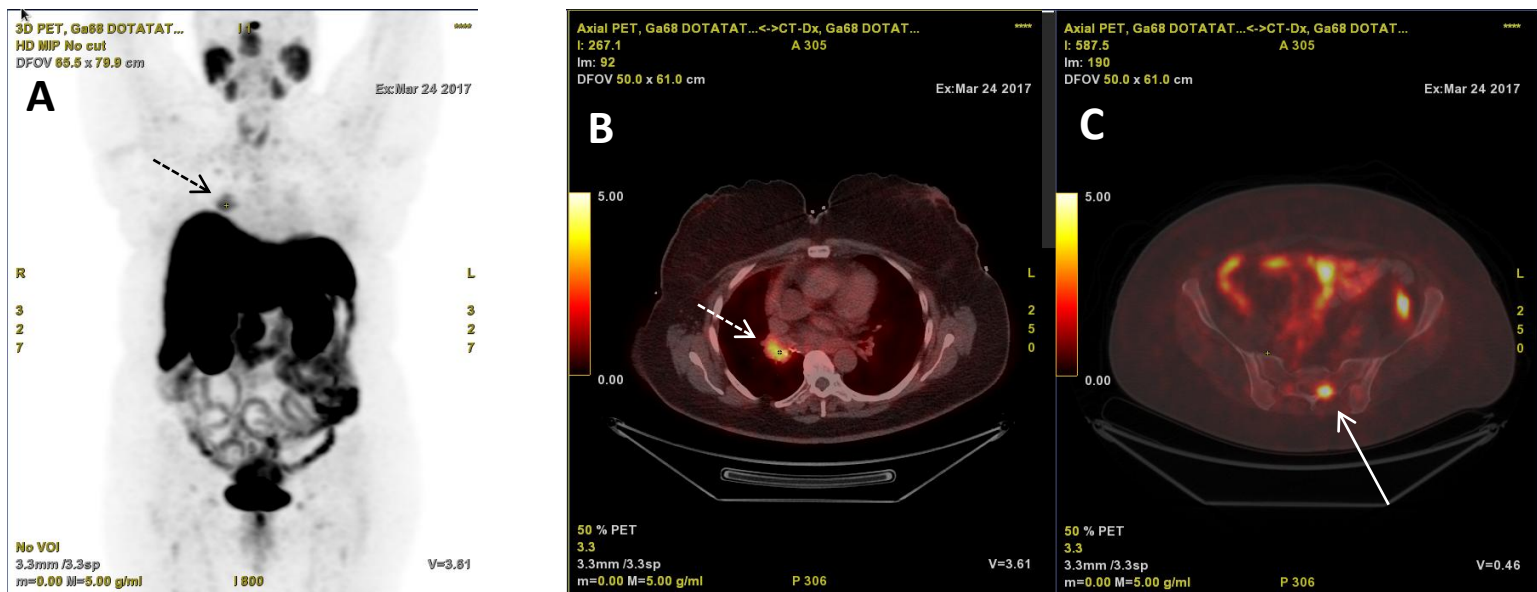 3D PET, Ga68 DOTATAT...
I 1
****
HD MIP No cut
DFOV 65.5 x 79.9 cm
Ex:Mar 24 2017
A
R
L
3
2
7
3
2
7
No VOI
3.3mm /3.3sp
V=3.61
m=0.00 M=5.00 g/ml
I 800
Axial PET, Ga68 DOTATAT...<->CT-Dx, Ga68 DOTAT...
****
I: 267.1
A 305
Im: 92
DFOV 50.0 x 61.0 cm
Ex:Mar 24 2017
B
5.00
0.00
L
2
5
0
50 % PET
3.3
3.3mm /3.3sp
V=3.61
m=0.00 M=5.00 g/ml
P 306
Axial PET, Ga68 DOTATAT...<->CT-Dx, Ga68 DOTAT...
****
I: 587.5
A 305
Im: 190
DFOV 50.0 x 61.0 cm
Ex:Mar 24 2017
C
5.00
0.00
L
2
5
0
50 % PET
3.3
3.3mm /3.3sp
V=0.46
m=0.00 M=5.00 g/ml
P 306